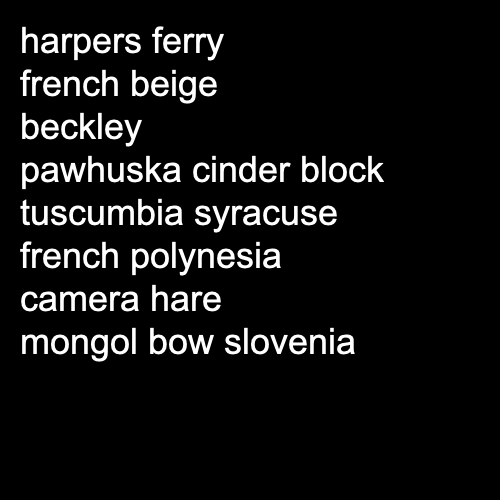 harpers ferry
french beige
beckley
pawhuska cinder block
tuscumbia syracuse
french polynesia
camera hare
mongol bow slovenia